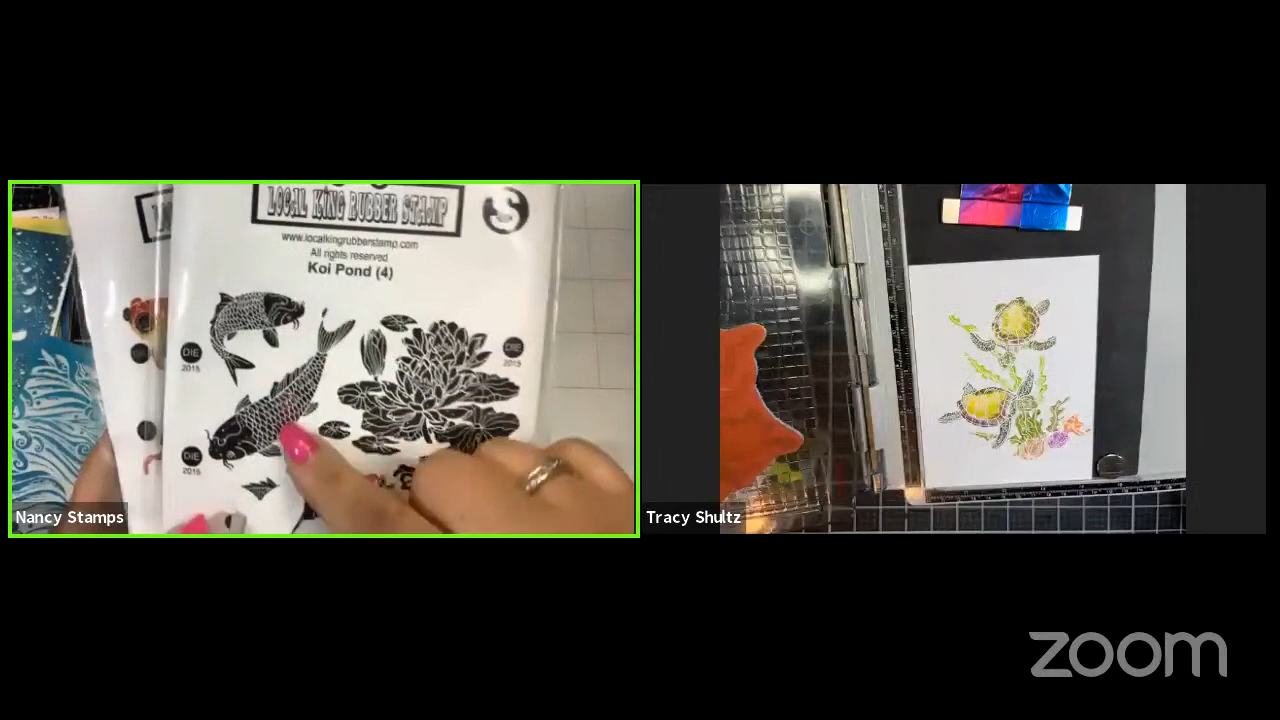 LOCAL KING RUBBER STAMP
S
www.localkingrubberstamp.com
All rights reserved
Koi Pond (4)
DIE
2015
DIE
2015
DIE
2015
Nancy Stamps
Tracy Shultz
zoom